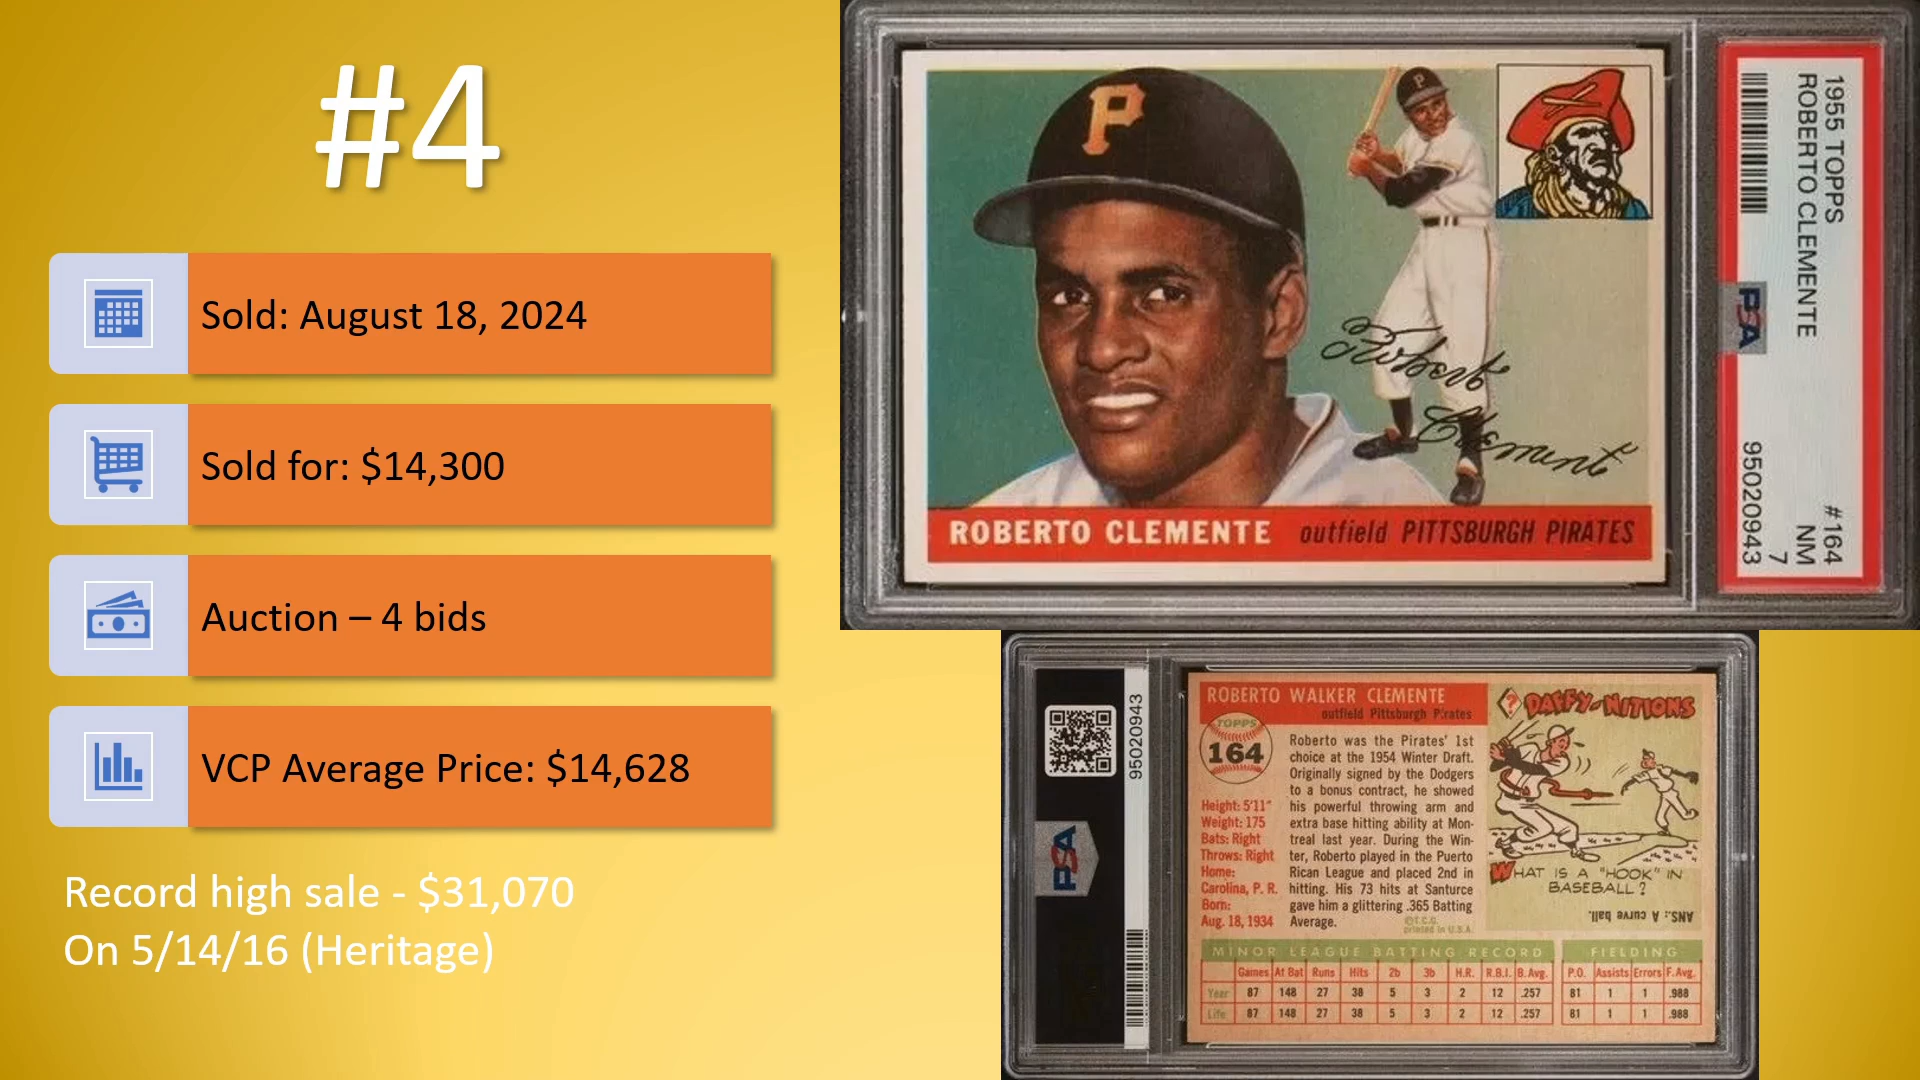 #4
Sold: August 18, 2024
Sold for: $14,300
Auction – 4 bids
VCP Average Price: $14,628
Record high sale - $31,070
On 5/14/16 (Heritage)
P
P
Roberto
Clemente
ROBERTO CLEMENTE outfield PITTSBURGH PIRATES
1955 TOPPS #164
ROBERTO CLEMENTE NM
7
95020943
PSA
95020943
PSA
ROBERTO WALKER CLEMENTE
outfield Pittsburgh Pirates
TOPPS
164
Height: 5'11"
Weight: 175
Bats: Right
Throws: Right
Home:
Carolina, P. R.
Born:
Aug. 18, 1934
Roberto was the Pirates' 1st
choice at the 1954 Winter Draft.
Originally signed by the Dodgers
to a bonus contract, he showed
his powerful throwing arm and
extra base hitting ability at Mon-
treal last year. During the Win-
ter, Roberto played in the Puerto
Rican League and placed 2nd in
hitting. His 73 hits at Santurce
gave him a glittering .365 Batting
Average.
©T.C.G.
printed in U.S.A.
? DAFFY-NITIONS
WHAT IS A "HOOK" IN
BASEBALL?
ANS.: A curve ball.
MINOR LEAGUE BATTING RECORD FIELDING
Games At Bat Runs Hits 2b 3b H.R. R.B.I. B. Avg. P.O. Assists Errors F. Avg.
Year 87 148 27 38 5 3 2 12 .257 81 1 1 .988
Life 87 148 27 38 5 3 2 12 .257 81 1 1 .988